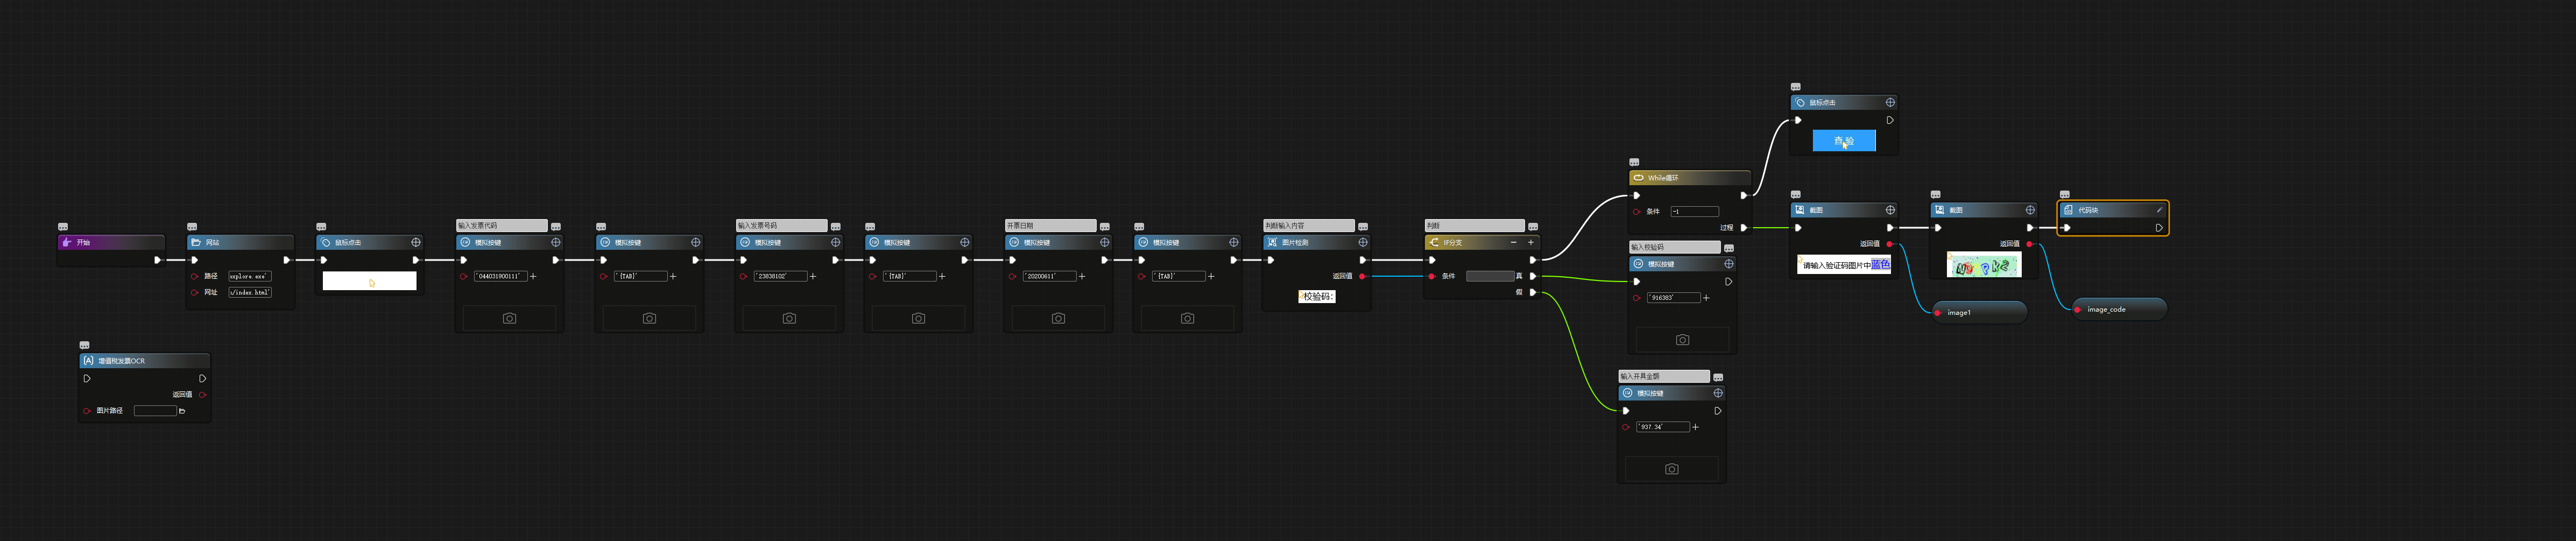 开始
网站
路径 xplore.exe'
网址 v/index.html'
鼠标点击
输入发票代码
模拟按键
'044031900111' +
模拟按键
'{TAB}' +
输入发票号码
模拟按键
'23838102' +
模拟按键
'{TAB}' +
开票日期
模拟按键
'20200611' +
模拟按键
'{TAB}' +
判断输入内容
图片检测
返回值
校验码:
判断
IF分支 − +
条件 真
假
While循环
条件 -1
过程
鼠标点击
查验
输入校验码
模拟按键
'916383' +
输入开具金额
模拟按键
'937.34' +
截图
返回值
请输入验证码图片中蓝色
截图
返回值
代码块
image1
image_code
增值税发票OCR
返回值
图片路径